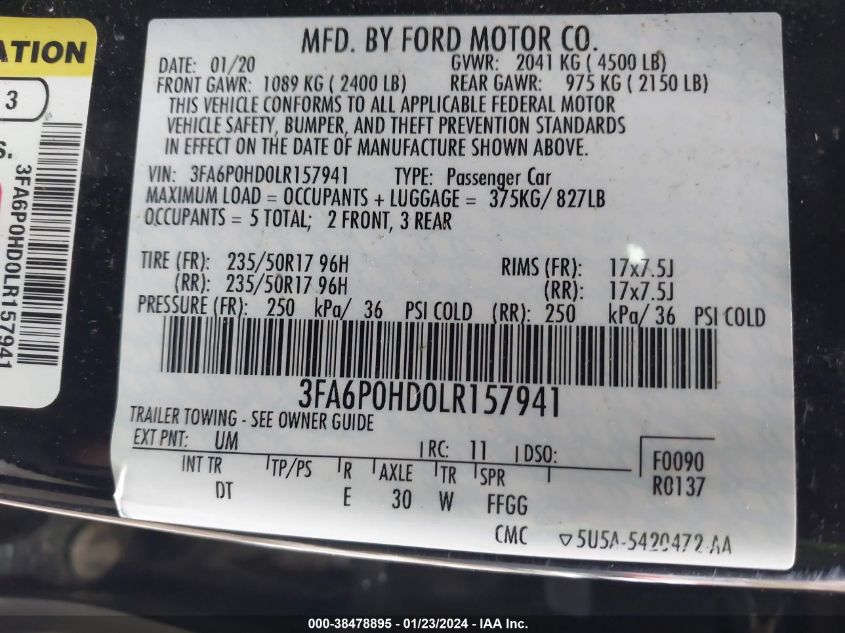 ATION
3
s.
3FA6P0HD0LR157941
MFD. BY FORD MOTOR CO.
DATE: 01/20 GVWR: 2041 KG ( 4500 LB)
FRONT GAWR: 1089 KG ( 2400 LB) REAR GAWR: 975 KG ( 2150 LB)
THIS VEHICLE CONFORMS TO ALL APPLICABLE FEDERAL MOTOR
VEHICLE SAFETY, BUMPER, AND THEFT PREVENTION STANDARDS
IN EFFECT ON THE DATE OF MANUFACTURE SHOWN ABOVE.
VIN: 3FA6P0HD0LR157941 TYPE: Passenger Car
MAXIMUM LOAD = OCCUPANTS + LUGGAGE = 375KG/ 827LB
OCCUPANTS = 5 TOTAL; 2 FRONT, 3 REAR
TIRE (FR): 235/50R17 96H RIMS (FR): 17x7.5J
(RR): 235/50R17 96H (RR): 17x7.5J
PRESSURE (FR): 250 kPa/ 36 PSI COLD (RR): 250 kPa/ 36 PSI COLD
3FA6P0HD0LR157941
TRAILER TOWING - SEE OWNER GUIDE
EXT PNT: UM RC: 11 DSO: F0090
INT TR TP/PS R AXLE TR SPR R0137
DT E 30 W FFGG
CMC ▽5U5A-5420472-AA
000-38478895 - 01/23/2024 - IAA Inc.